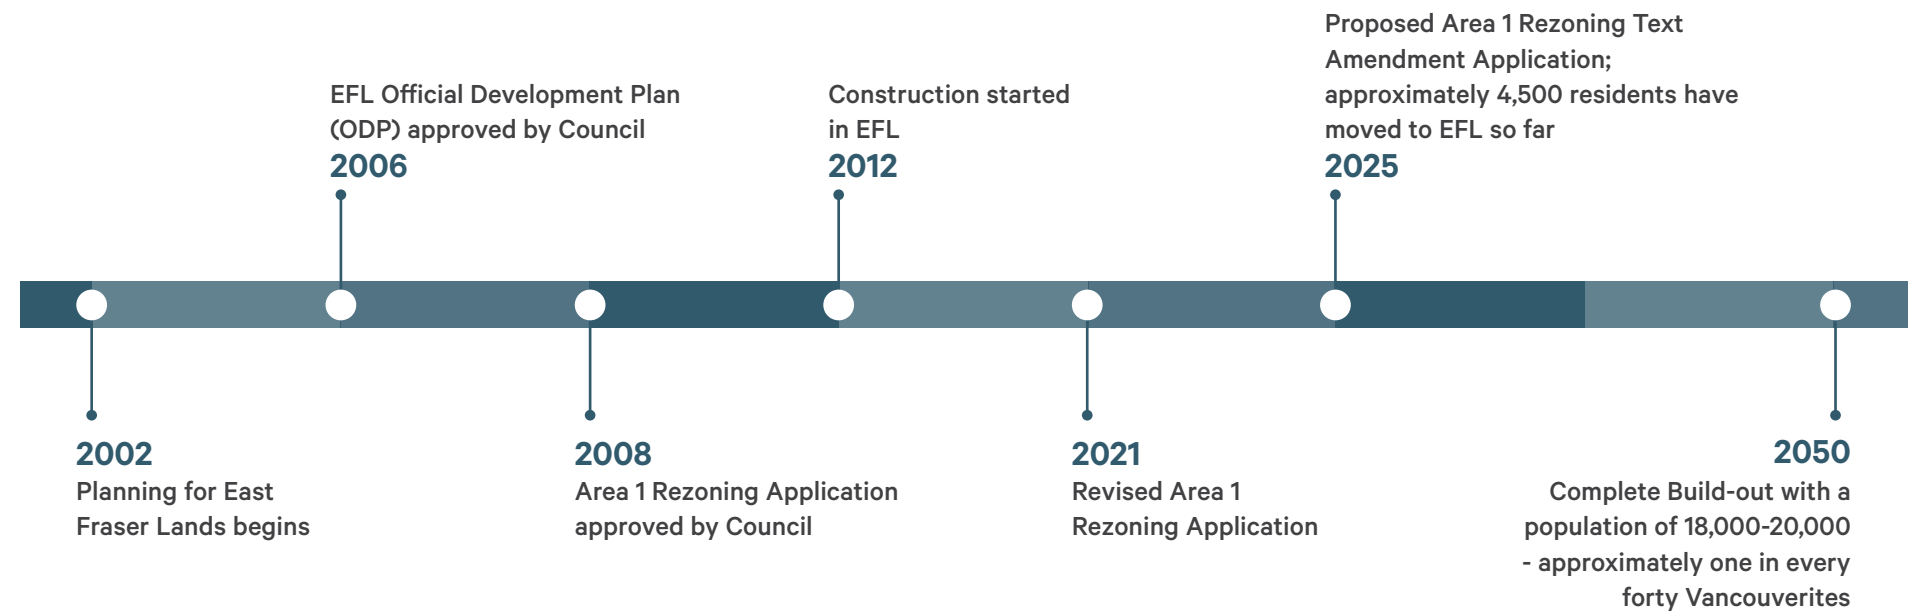 2002
Planning for East
Fraser Lands begins
EFL Official Development Plan
(ODP) approved by Council
2006
2008
Area 1 Rezoning Application
approved by Council
Construction started
in EFL
2012
2021
Revised Area 1
Rezoning Application
Proposed Area 1 Rezoning Text
Amendment Application;
approximately 4,500 residents have
moved to EFL so far
2025
2050
Complete Build-out with a
population of 18,000-20,000
- approximately one in every
forty Vancouverites